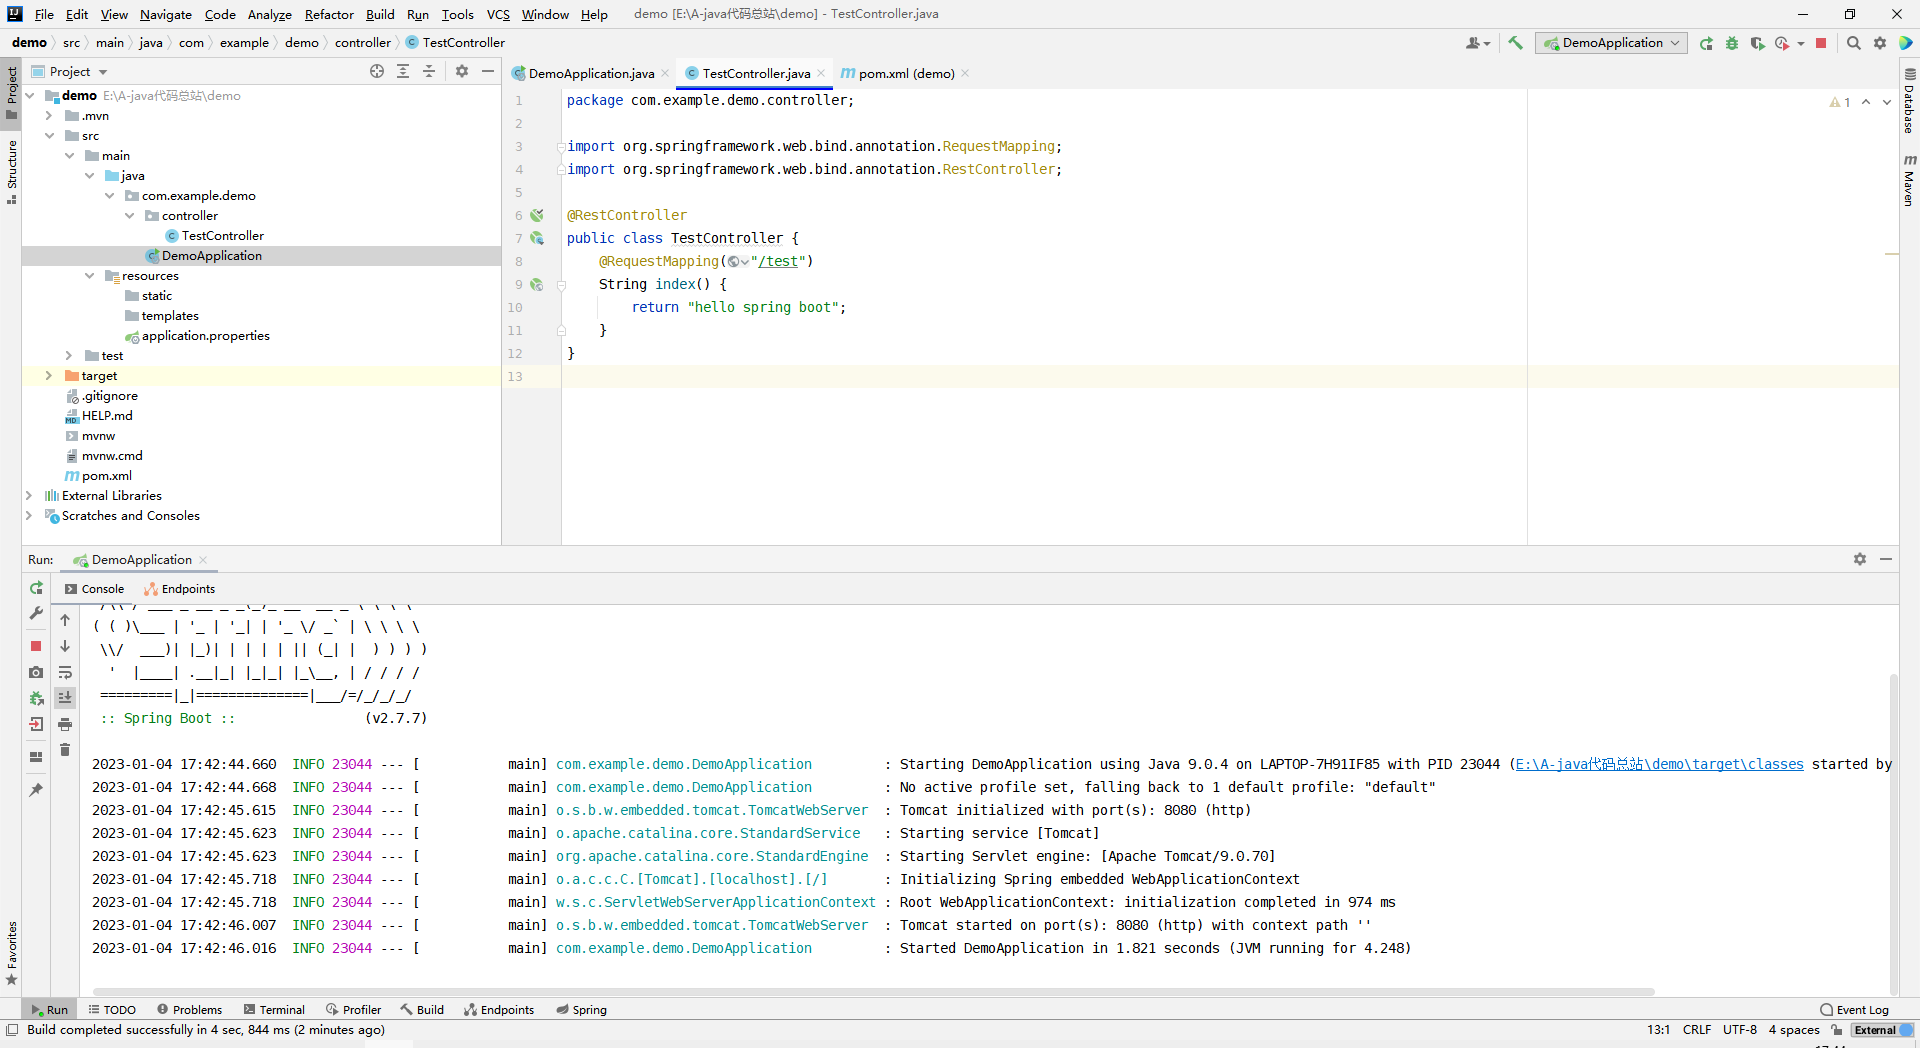 File Edit View Navigate Code Analyze Refactor Build Run Tools VCS Window Help demo [E:\A-java代码总站\demo] - TestController.java
demo src main java com example demo controller TestController
DemoApplication
Project
DemoApplication.java TestController.java pom.xml (demo)
Project
Structure
Favorites
Database
Maven
demo E:\A-java代码总站\demo
.mvn
src
main
java
com.example.demo
controller
TestController
DemoApplication
resources
static
templates
application.properties
test
target
.gitignore
HELP.md
mvnw
mvnw.cmd
pom.xml
External Libraries
Scratches and Consoles
1 package com.example.demo.controller;
2
3 import org.springframework.web.bind.annotation.RequestMapping;
4 import org.springframework.web.bind.annotation.RestController;
5
6 @RestController
7 public class TestController {
8 @RequestMapping("/test")
9 String index() {
10 return "hello spring boot";
11 }
12 }
13
1
Run: DemoApplication
Console Endpoints
( ( )\___ | '_ | '_| | '_ \/ _` | \ \ \ \
\\/  ___)| |_)| | | | | || (_| |  ) ) ) )
'  |____| .__|_| |_|_| |_\__, | / / / /
=========|_|==============|___/=/_/_/_/
:: Spring Boot :: (v2.7.7)
2023-01-04 17:42:44.660 INFO 23044 --- [ main] com.example.demo.DemoApplication : Starting DemoApplication using Java 9.0.4 on LAPTOP-7H91IF85 with PID 23044 (E:\A-java代码总站\demo\target\classes started by
2023-01-04 17:42:44.668 INFO 23044 --- [ main] com.example.demo.DemoApplication : No active profile set, falling back to 1 default profile: "default"
2023-01-04 17:42:45.615 INFO 23044 --- [ main] o.s.b.w.embedded.tomcat.TomcatWebServer : Tomcat initialized with port(s): 8080 (http)
2023-01-04 17:42:45.623 INFO 23044 --- [ main] o.apache.catalina.core.StandardService : Starting service [Tomcat]
2023-01-04 17:42:45.623 INFO 23044 --- [ main] org.apache.catalina.core.StandardEngine : Starting Servlet engine: [Apache Tomcat/9.0.70]
2023-01-04 17:42:45.718 INFO 23044 --- [ main] o.a.c.c.C.[Tomcat].[localhost].[/] : Initializing Spring embedded WebApplicationContext
2023-01-04 17:42:45.718 INFO 23044 --- [ main] w.s.c.ServletWebServerApplicationContext : Root WebApplicationContext: initialization completed in 974 ms
2023-01-04 17:42:46.007 INFO 23044 --- [ main] o.s.b.w.embedded.tomcat.TomcatWebServer : Tomcat started on port(s): 8080 (http) with context path ''
2023-01-04 17:42:46.016 INFO 23044 --- [ main] com.example.demo.DemoApplication : Started DemoApplication in 1.821 seconds (JVM running for 4.248)
Run TODO Problems Terminal Profiler Build Endpoints Spring Event Log
Build completed successfully in 4 sec, 844 ms (2 minutes ago) 13:1 CRLF UTF-8 4 spaces External